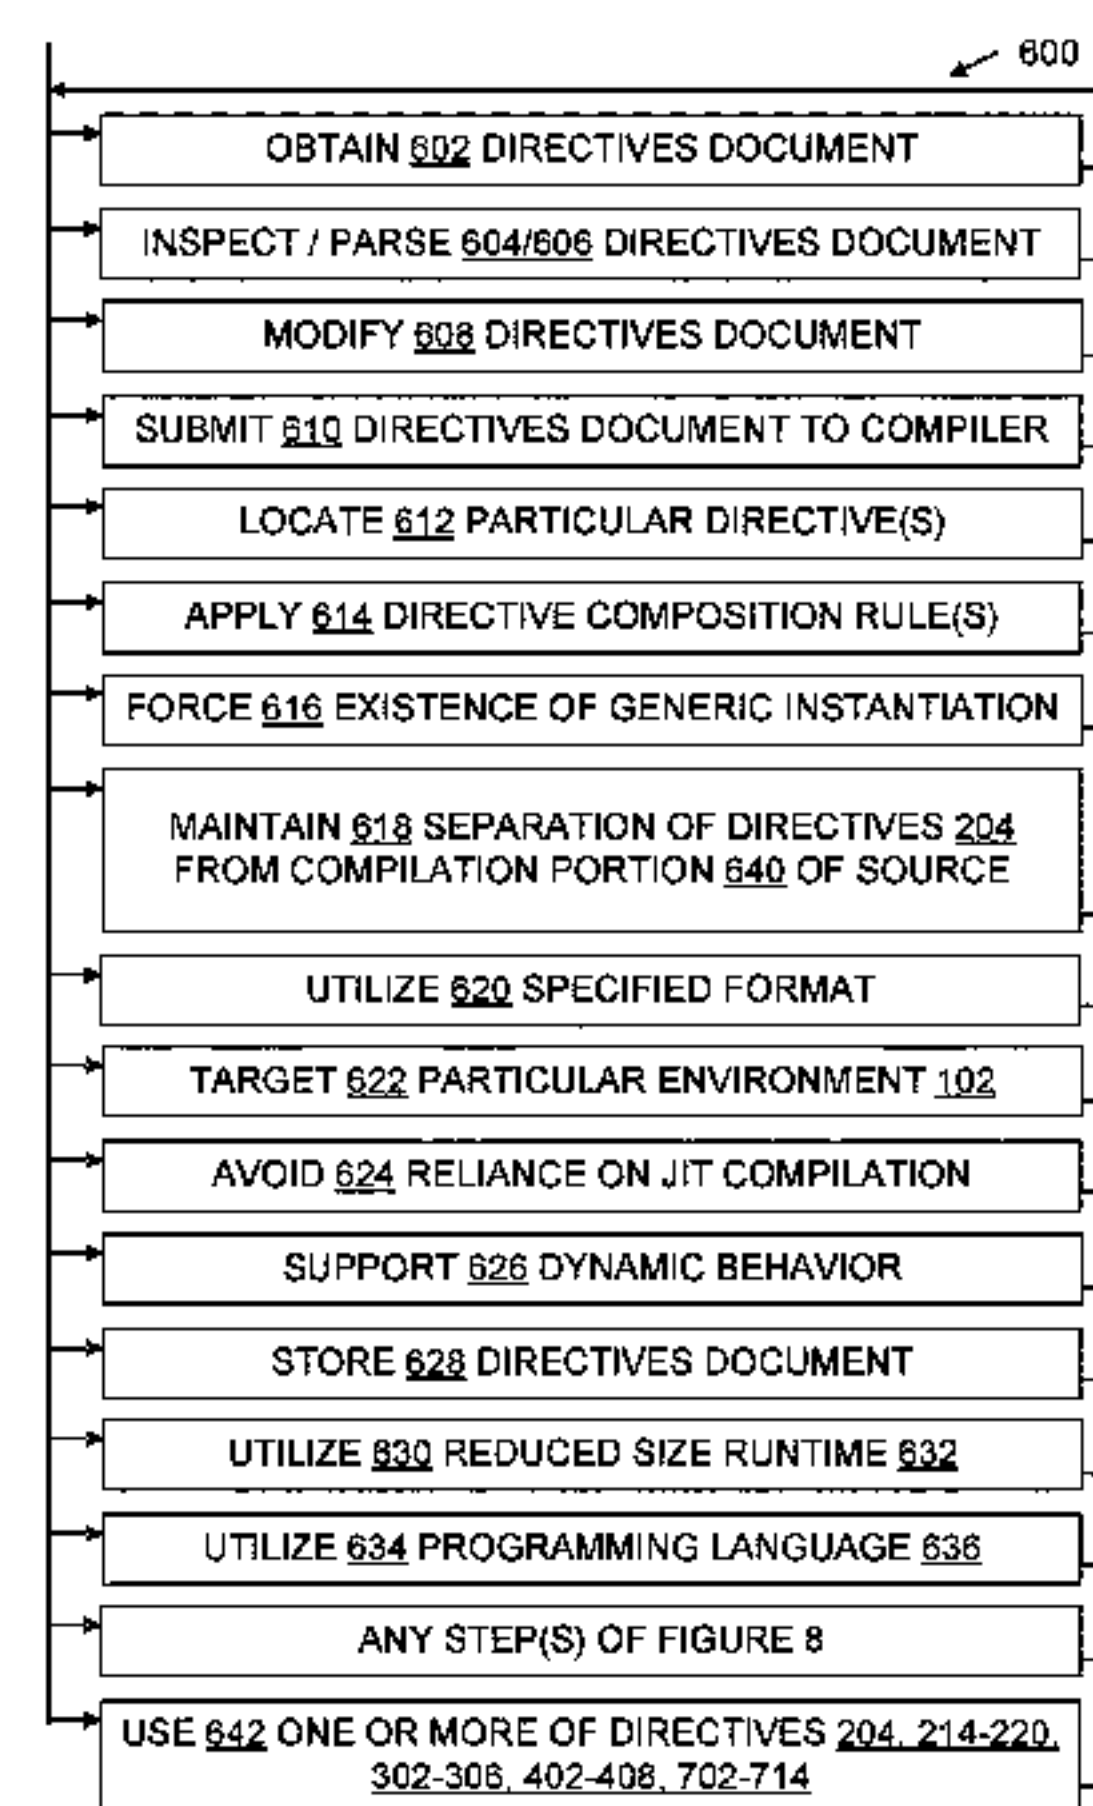 600
OBTAIN 602 DIRECTIVES DOCUMENT
INSPECT / PARSE 604/606 DIRECTIVES DOCUMENT
MODIFY 608 DIRECTIVES DOCUMENT
SUBMIT 610 DIRECTIVES DOCUMENT TO COMPILER
LOCATE 612 PARTICULAR DIRECTIVE(S)
APPLY 614 DIRECTIVE COMPOSITION RULE(S)
FORCE 616 EXISTENCE OF GENERIC INSTANTIATION
MAINTAIN 618 SEPARATION OF DIRECTIVES 204
FROM COMPILATION PORTION 640 OF SOURCE
UTILIZE 620 SPECIFIED FORMAT
TARGET 622 PARTICULAR ENVIRONMENT 102
AVOID 624 RELIANCE ON JIT COMPILATION
SUPPORT 626 DYNAMIC BEHAVIOR
STORE 628 DIRECTIVES DOCUMENT
UTILIZE 630 REDUCED SIZE RUNTIME 632
UTILIZE 634 PROGRAMMING LANGUAGE 636
ANY STEP(S) OF FIGURE 8
USE 642 ONE OR MORE OF DIRECTIVES 204, 214-220,
302-306, 402-408, 702-714